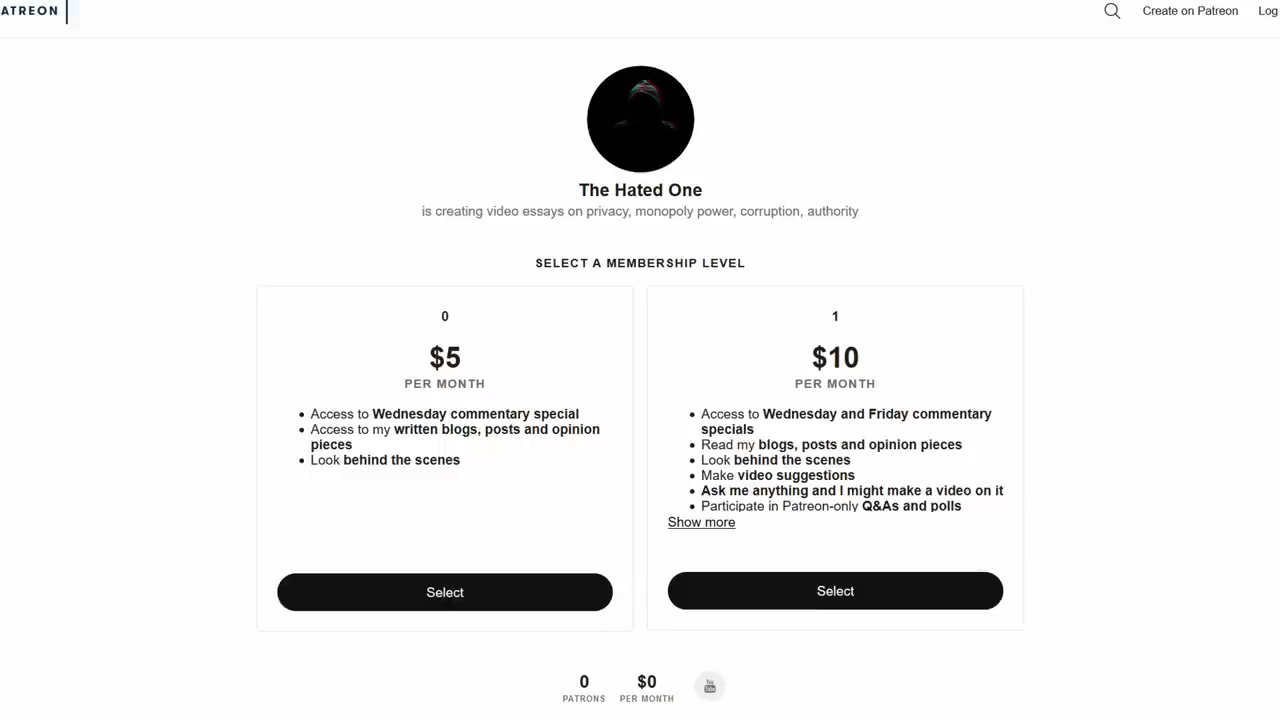 ATREON
Create on Patreon
Log
The Hated One
is creating video essays on privacy, monopoly power, corruption, authority
SELECT A MEMBERSHIP LEVEL
0
$5
PER MONTH
Access to Wednesday commentary special
Access to my written blogs, posts and opinion
pieces
Look behind the scenes
Select
1
$10
PER MONTH
Access to Wednesday and Friday commentary
specials
Read my blogs, posts and opinion pieces
Look behind the scenes
Make video suggestions
Ask me anything and I might make a video on it
Participate in Patreon-only Q&As and polls
Show more
Select
0
PATRONS
$0
PER MONTH
You
Tube